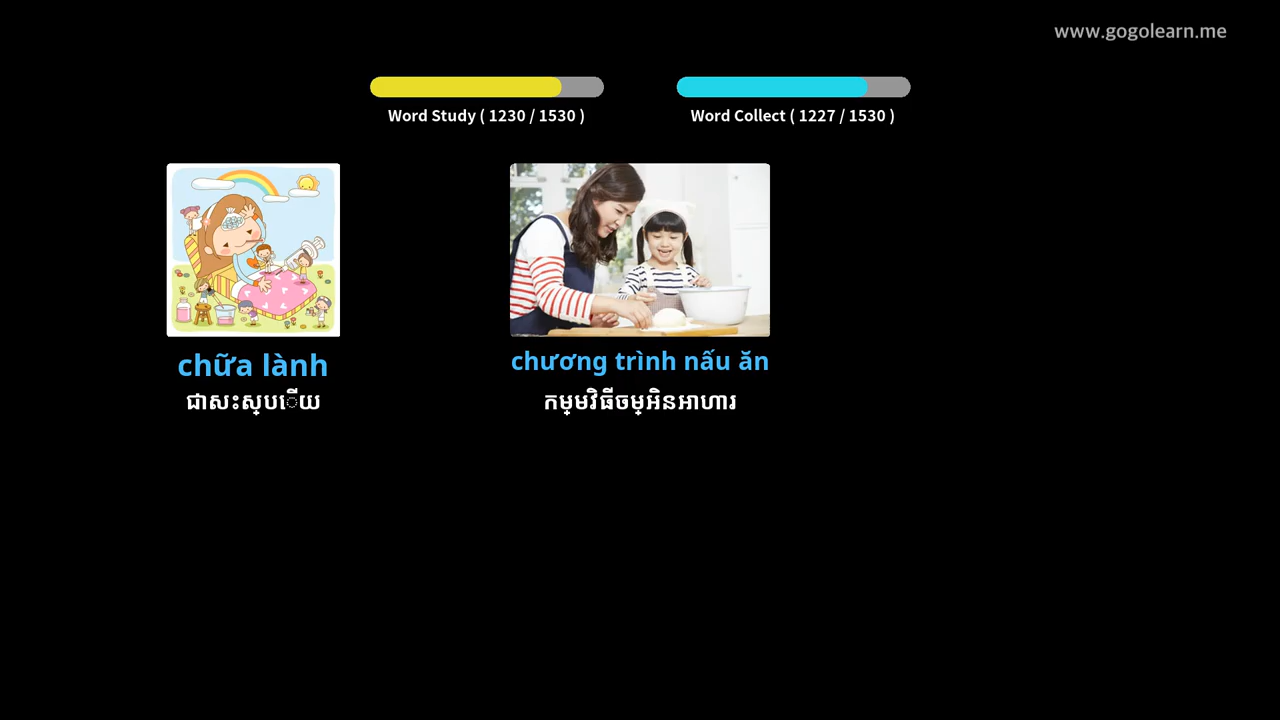 www.gogolearn.me
Word Study ( 1230 / 1530 )
Word Collect ( 1227 / 1530 )
chữa lành
ជាសះស្បើយ
chương trình nấu ăn
កម្មវិធីចម្អិនអាហារ